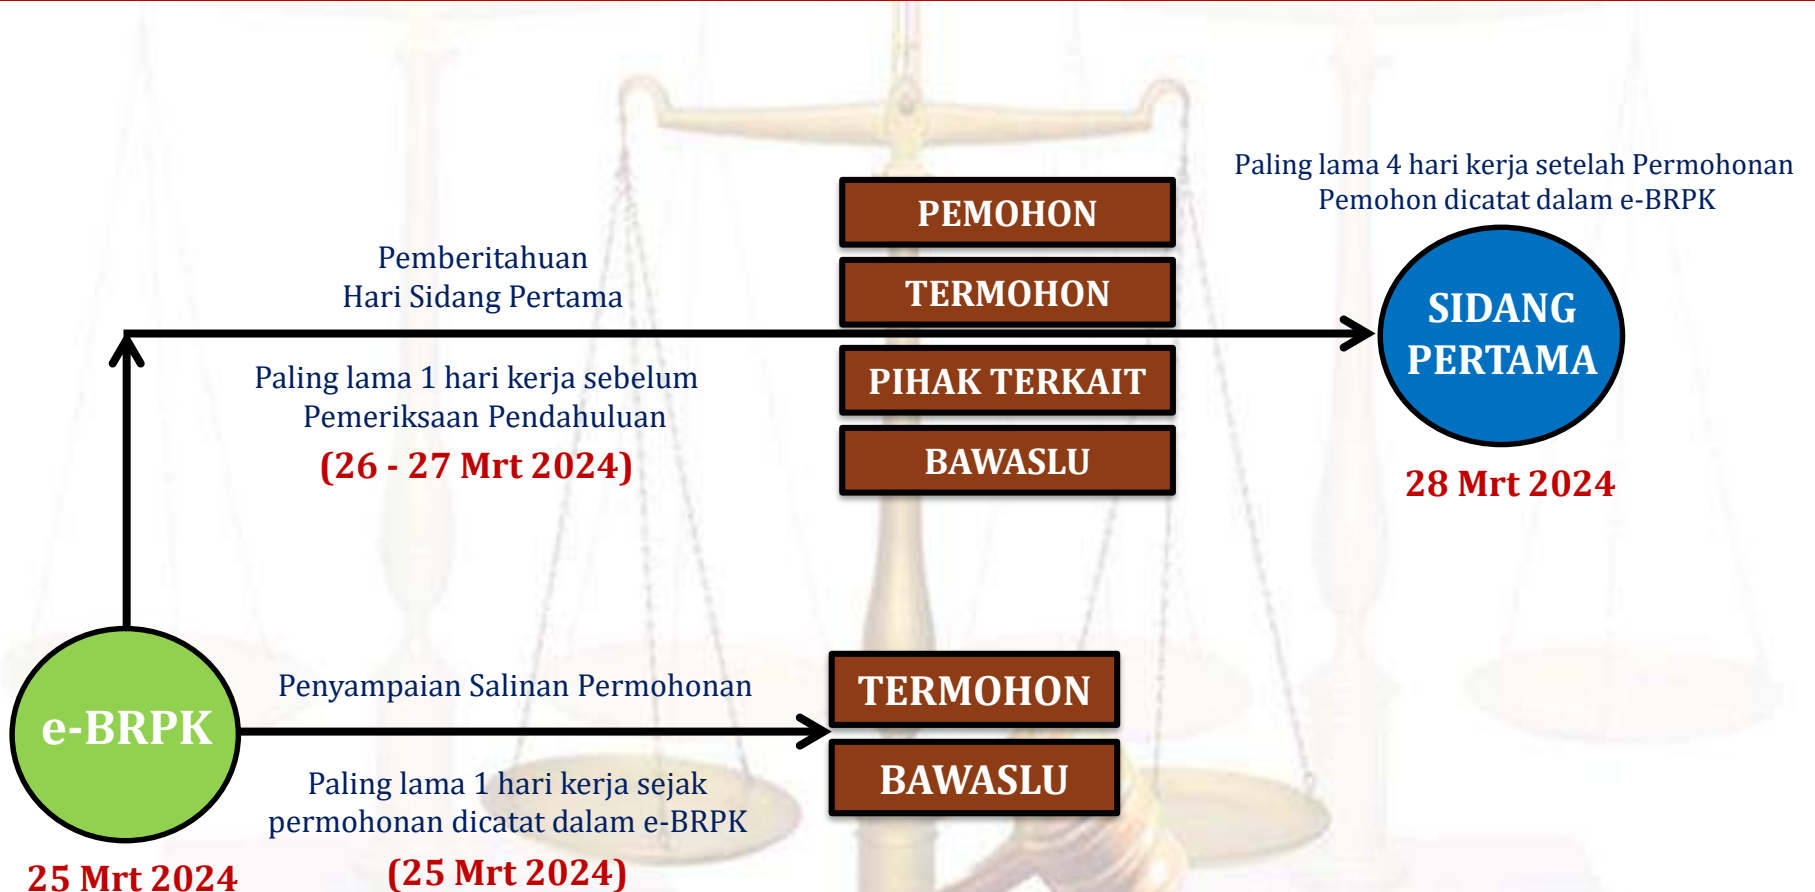 Paling lama 4 hari kerja setelah Permohonan
Pemohon dicatat dalam e-BRPK
PEMOHON
TERMOHON
PIHAK TERKAIT
BAWASLU
Pemberitahuan
Hari Sidang Pertama
Paling lama 1 hari kerja sebelum
Pemeriksaan Pendahuluan
(26 - 27 Mrt 2024)
SIDANG
PERTAMA
28 Mrt 2024
e-BRPK
25 Mrt 2024
Penyampaian Salinan Permohonan
Paling lama 1 hari kerja sejak
permohonan dicatat dalam e-BRPK
(25 Mrt 2024)
TERMOHON
BAWASLU